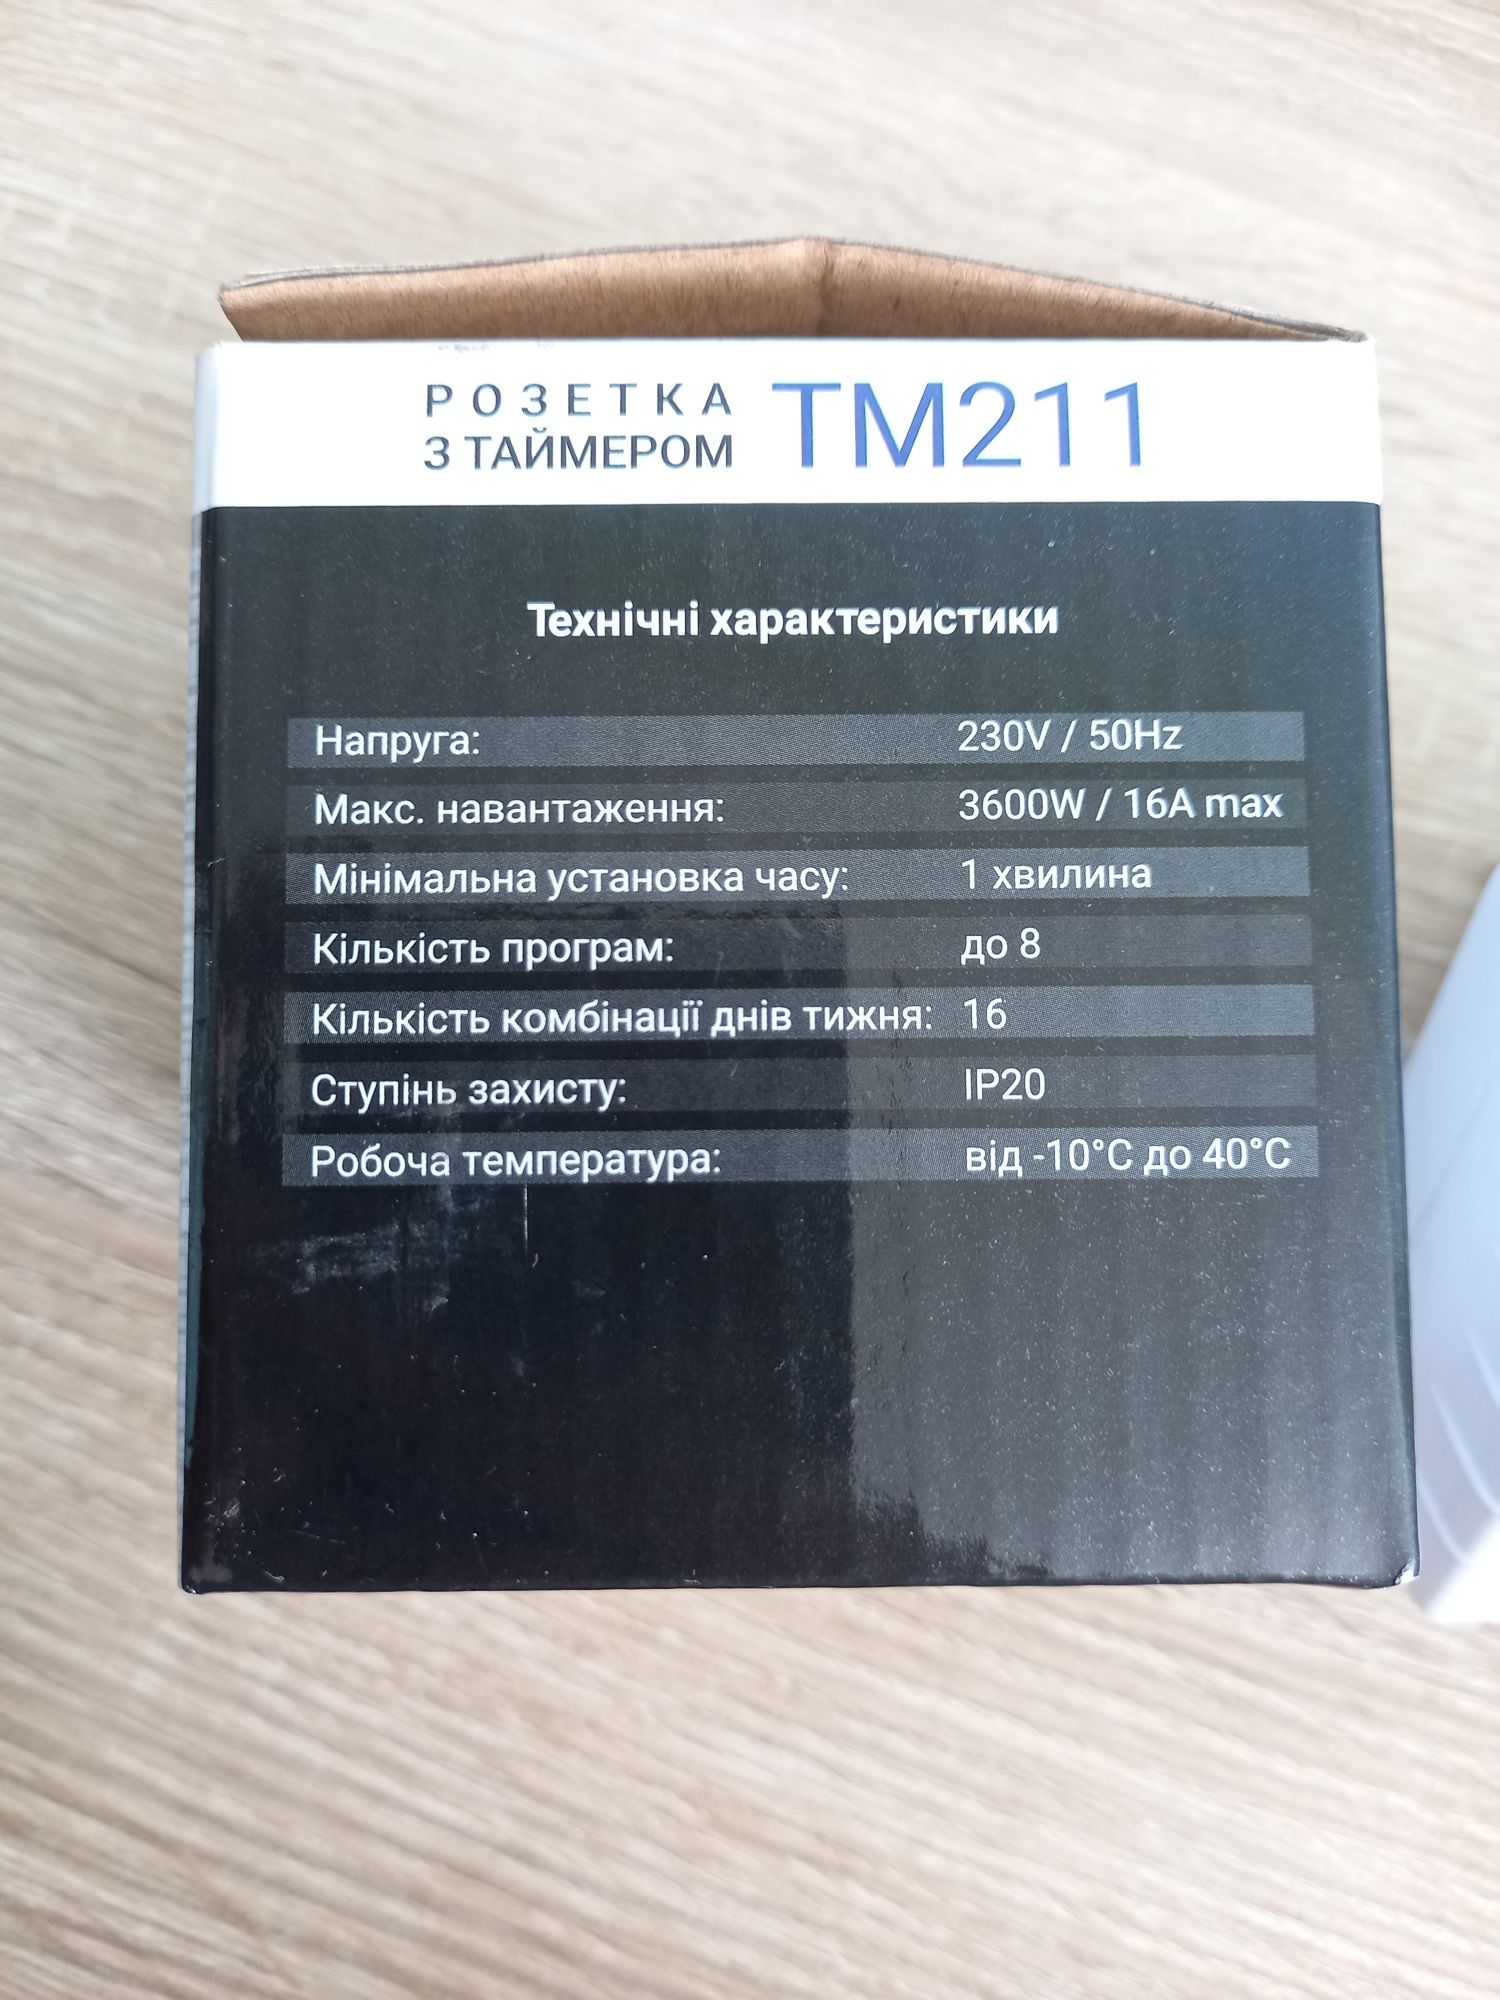 РОЗЕТКА
З ТАЙМЕРОМ
TM211
Технічні характеристики
Напруга: 230V / 50Hz
Макс. навантаження: 3600W / 16A max
Мінімальна установка часу: 1 хвилина
Кількість програм: до 8
Кількість комбінації днів тижня: 16
Ступінь захисту: IP20
Робоча температура: від -10°C до 40°C